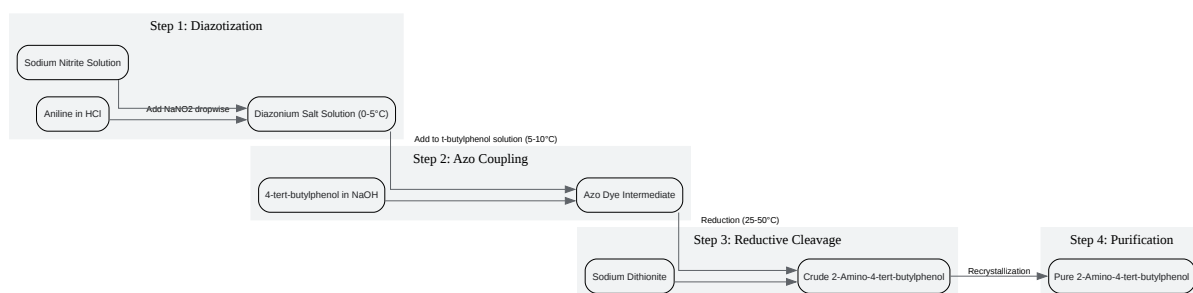 Step 1: Diazotization
Sodium Nitrite Solution
Add NaNO2 dropwise
Aniline in HCl
Diazonium Salt Solution (0-5°C)
Add to t-butylphenol solution (5-10°C)
Step 2: Azo Coupling
4-tert-butylphenol in NaOH
Azo Dye Intermediate
Reduction (25-50°C)
Step 3: Reductive Cleavage
Sodium Dithionite
Crude 2-Amino-4-tert-butylphenol
Recrystallization
Step 4: Purification
Pure 2-Amino-4-tert-butylphenol